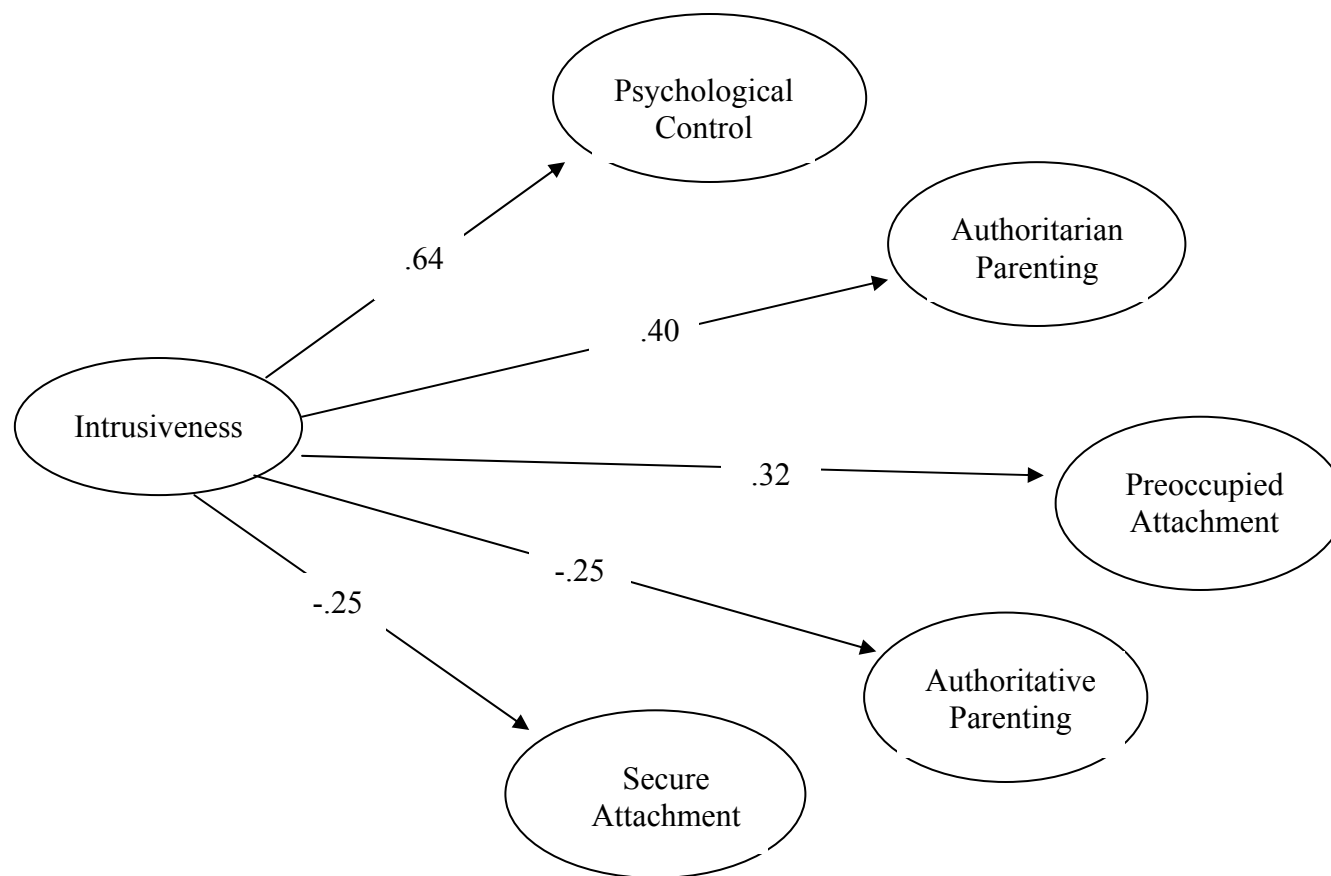 Psychological
Control
Authoritarian
Parenting
.64
.40
Intrusiveness
.32
Preoccupied
Attachment
-.25
-.25
Authoritative
Parenting
Secure
Attachment